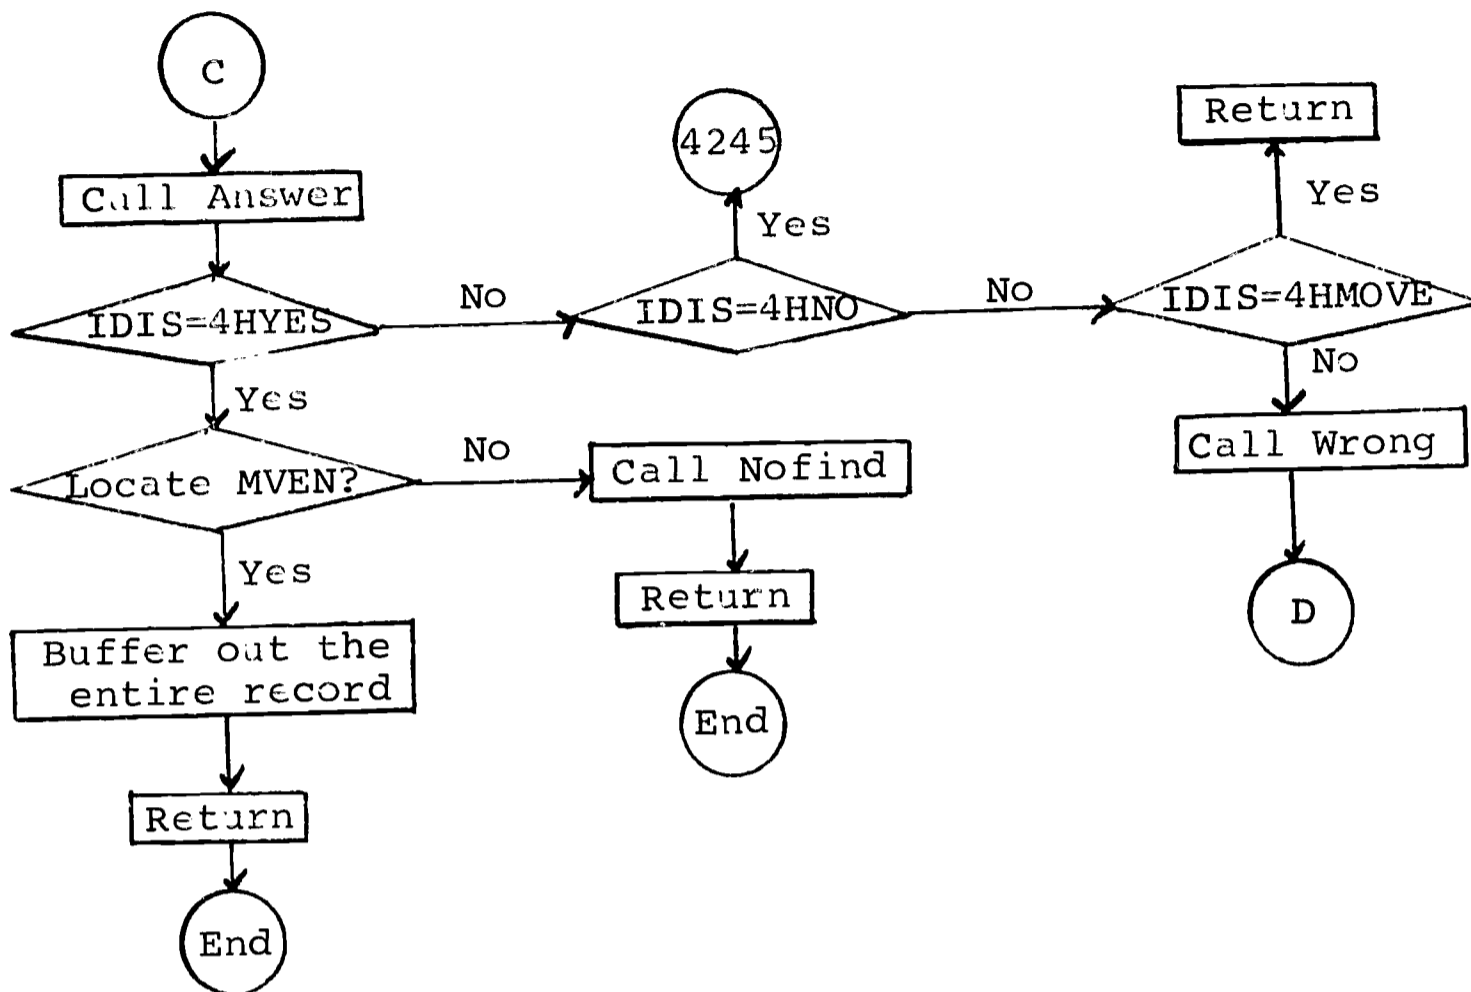 C
Call Answer
IDIS=4HYES
No
Yes
4245
Yes
IDIS=4HNO
No
Return
Yes
IDIS=4HMOVE
No
Call Wrong
D
Locate MVEN?
No
Yes
Call Nofind
Return
End
Buffer out the
entire record
Return
End